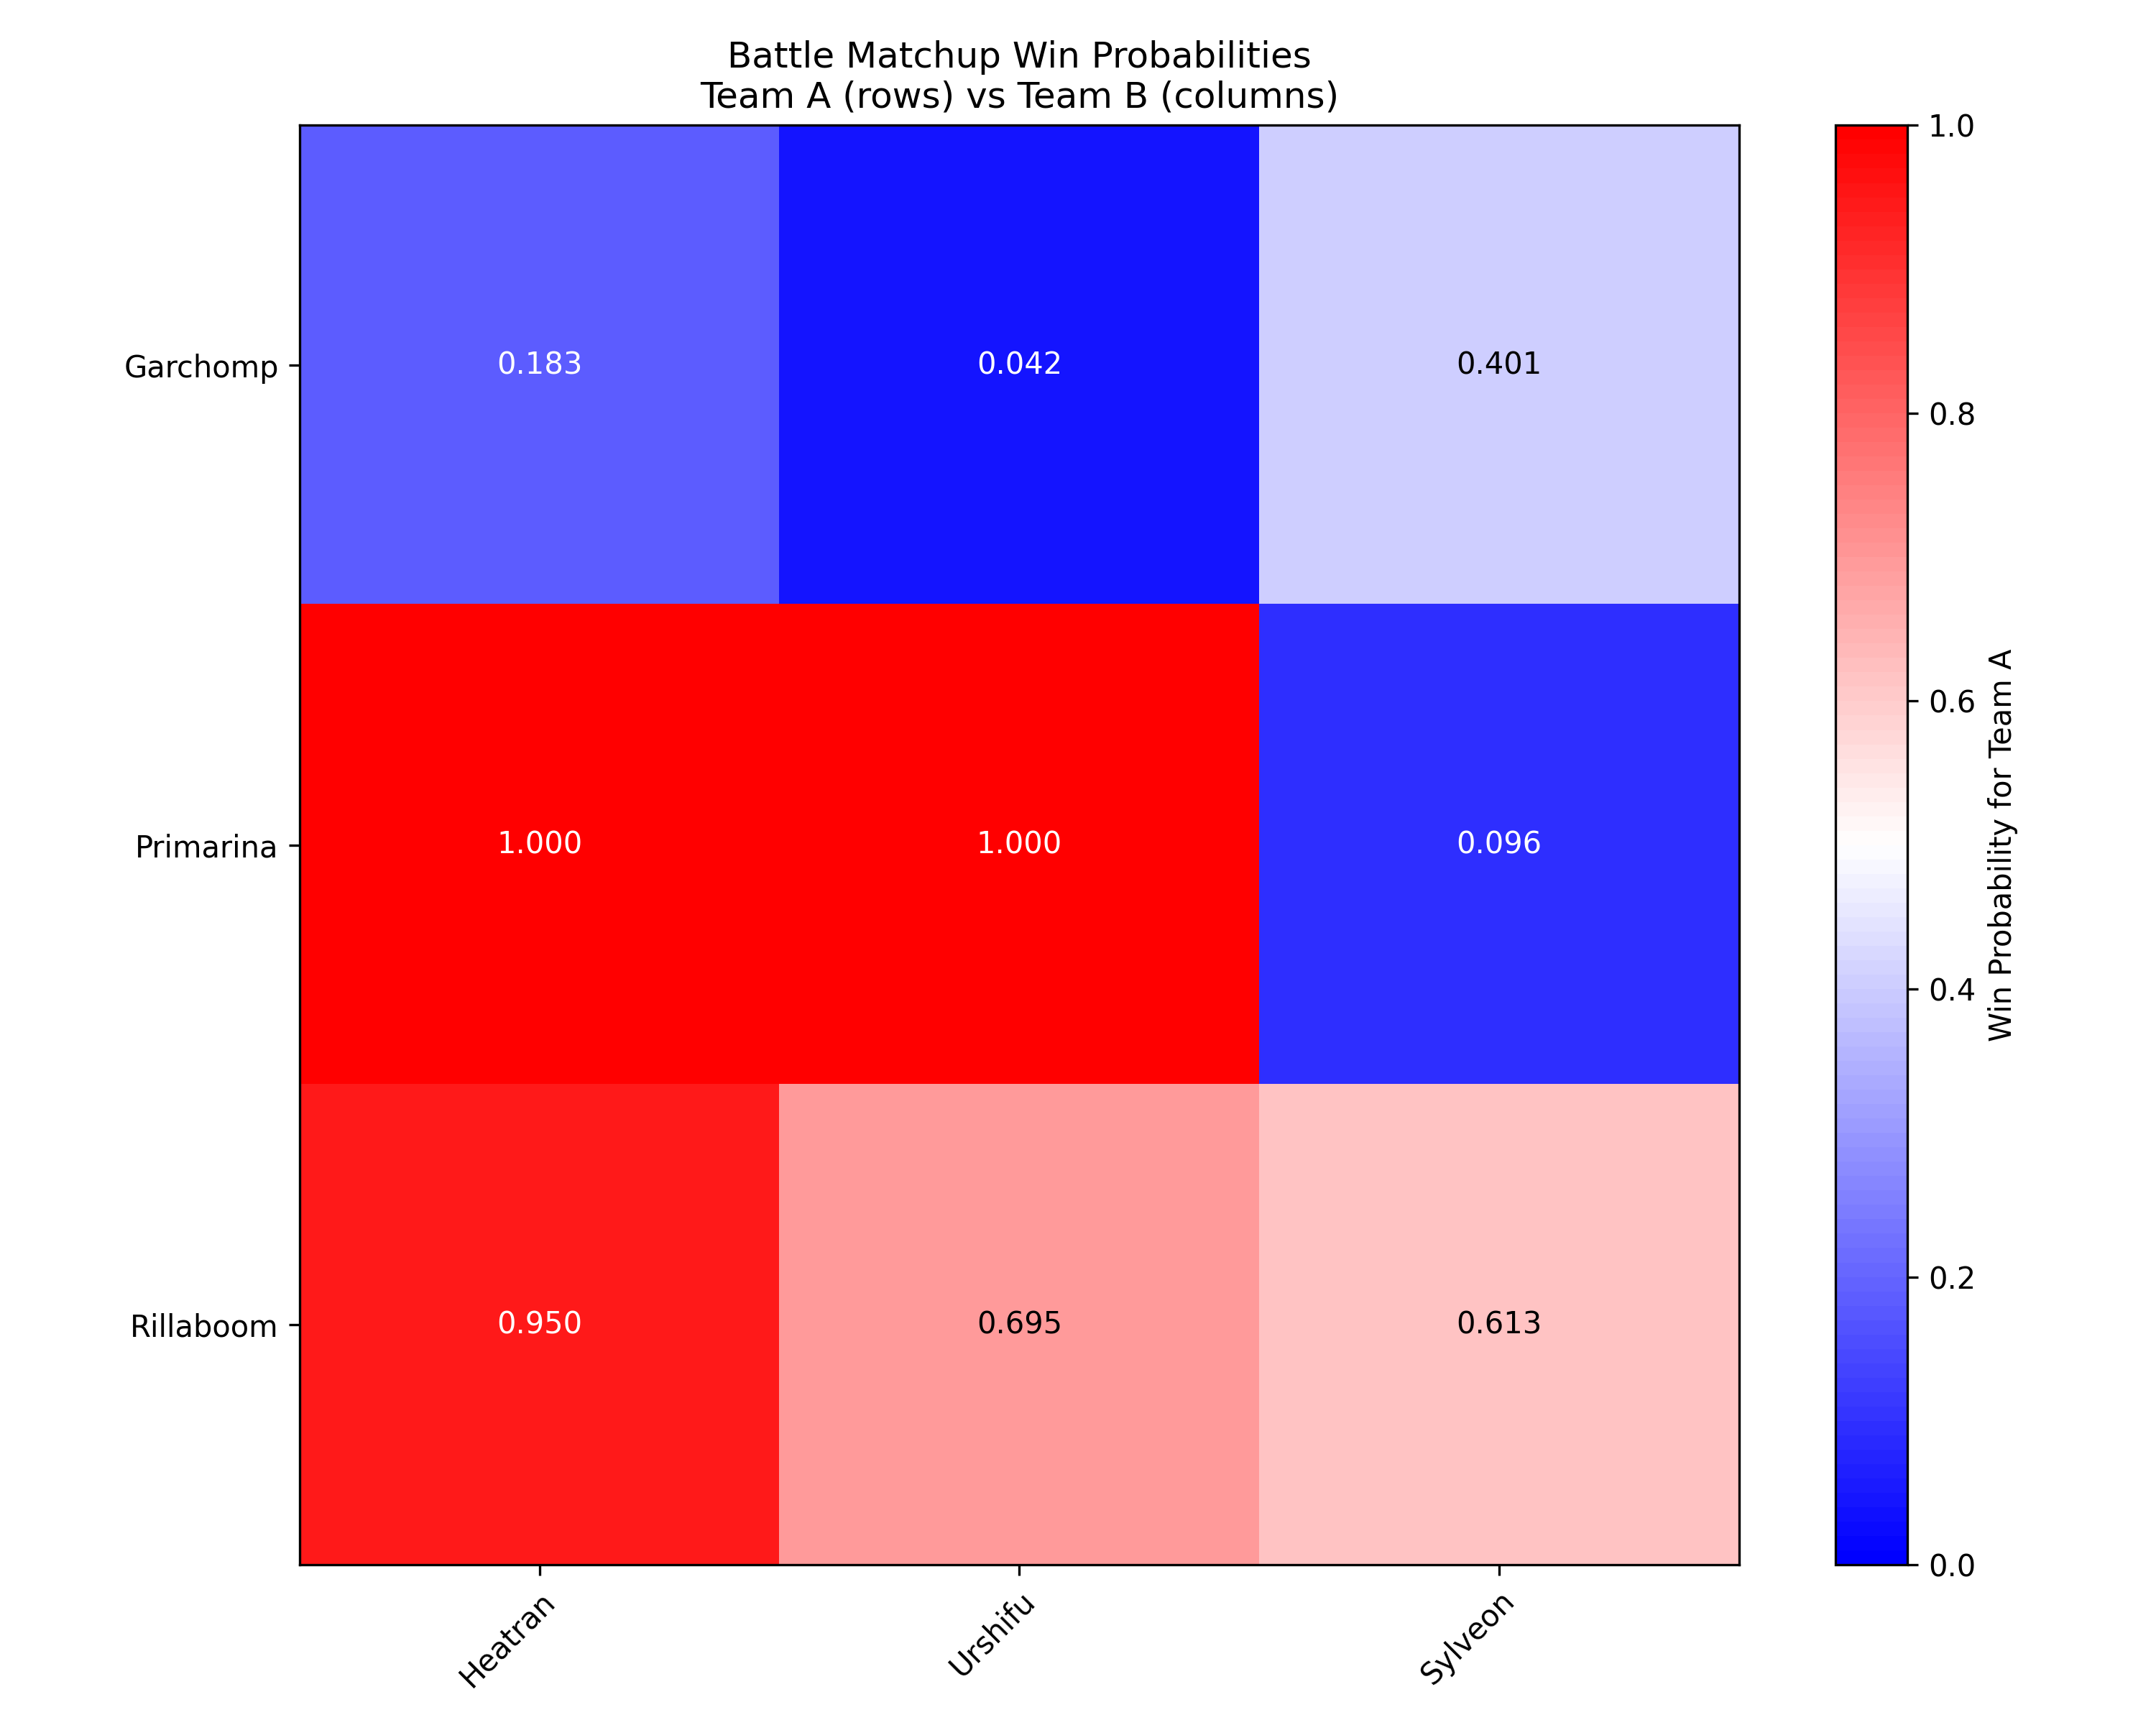 Battle Matchup Win Probabilities
Team A (rows) vs Team B (columns)
Garchomp
0.183
0.042
0.401
Primarina
1.000
1.000
0.096
Rillaboom
0.950
0.695
0.613
Heatran
Urshifu
Sylveon
1.0
0.8
0.6
0.4
0.2
0.0
Win Probability for Team A